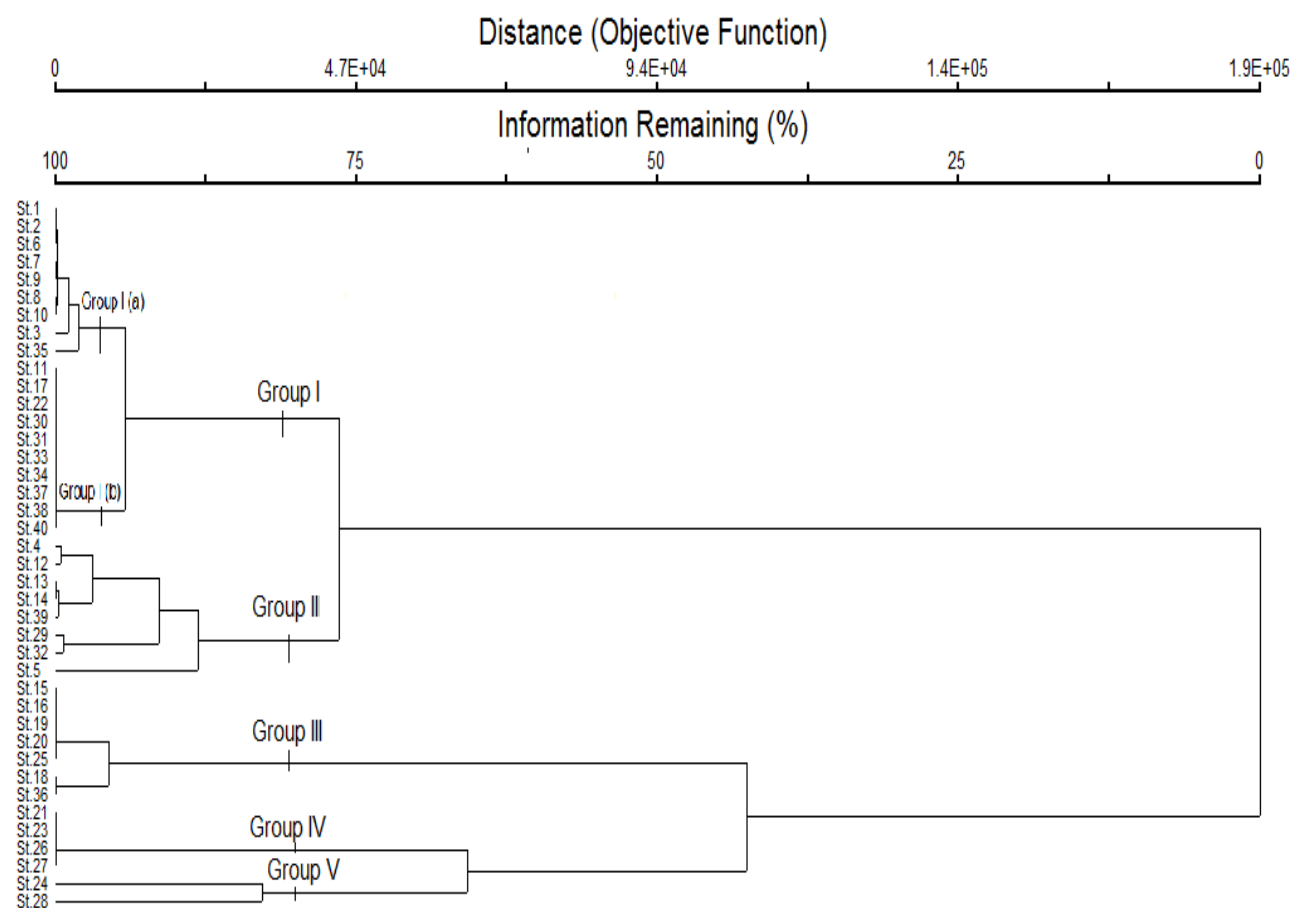 Distance (Objective Function)
0 4.7E+04 9.4E+04 1.4E+05 1.9E+05
Information Remaining (%)
100 75 50 25 0
St.1
St.2
St.6
St.7
St.9
St.8
Group I (a)
St.10
St.3
St.35
St.11
St.17
Group I
St.22
St.30
St.31
St.33
St.34
St.37
Group I (b)
St.38
St.40
St.4
St.12
St.13
St.14
Group II
St.39
St.29
St.32
St.5
St.15
St.16
St.19
Group III
St.20
St.25
St.18
St.36
St.21
St.23
Group IV
St.26
St.27
Group V
St.24
St.28